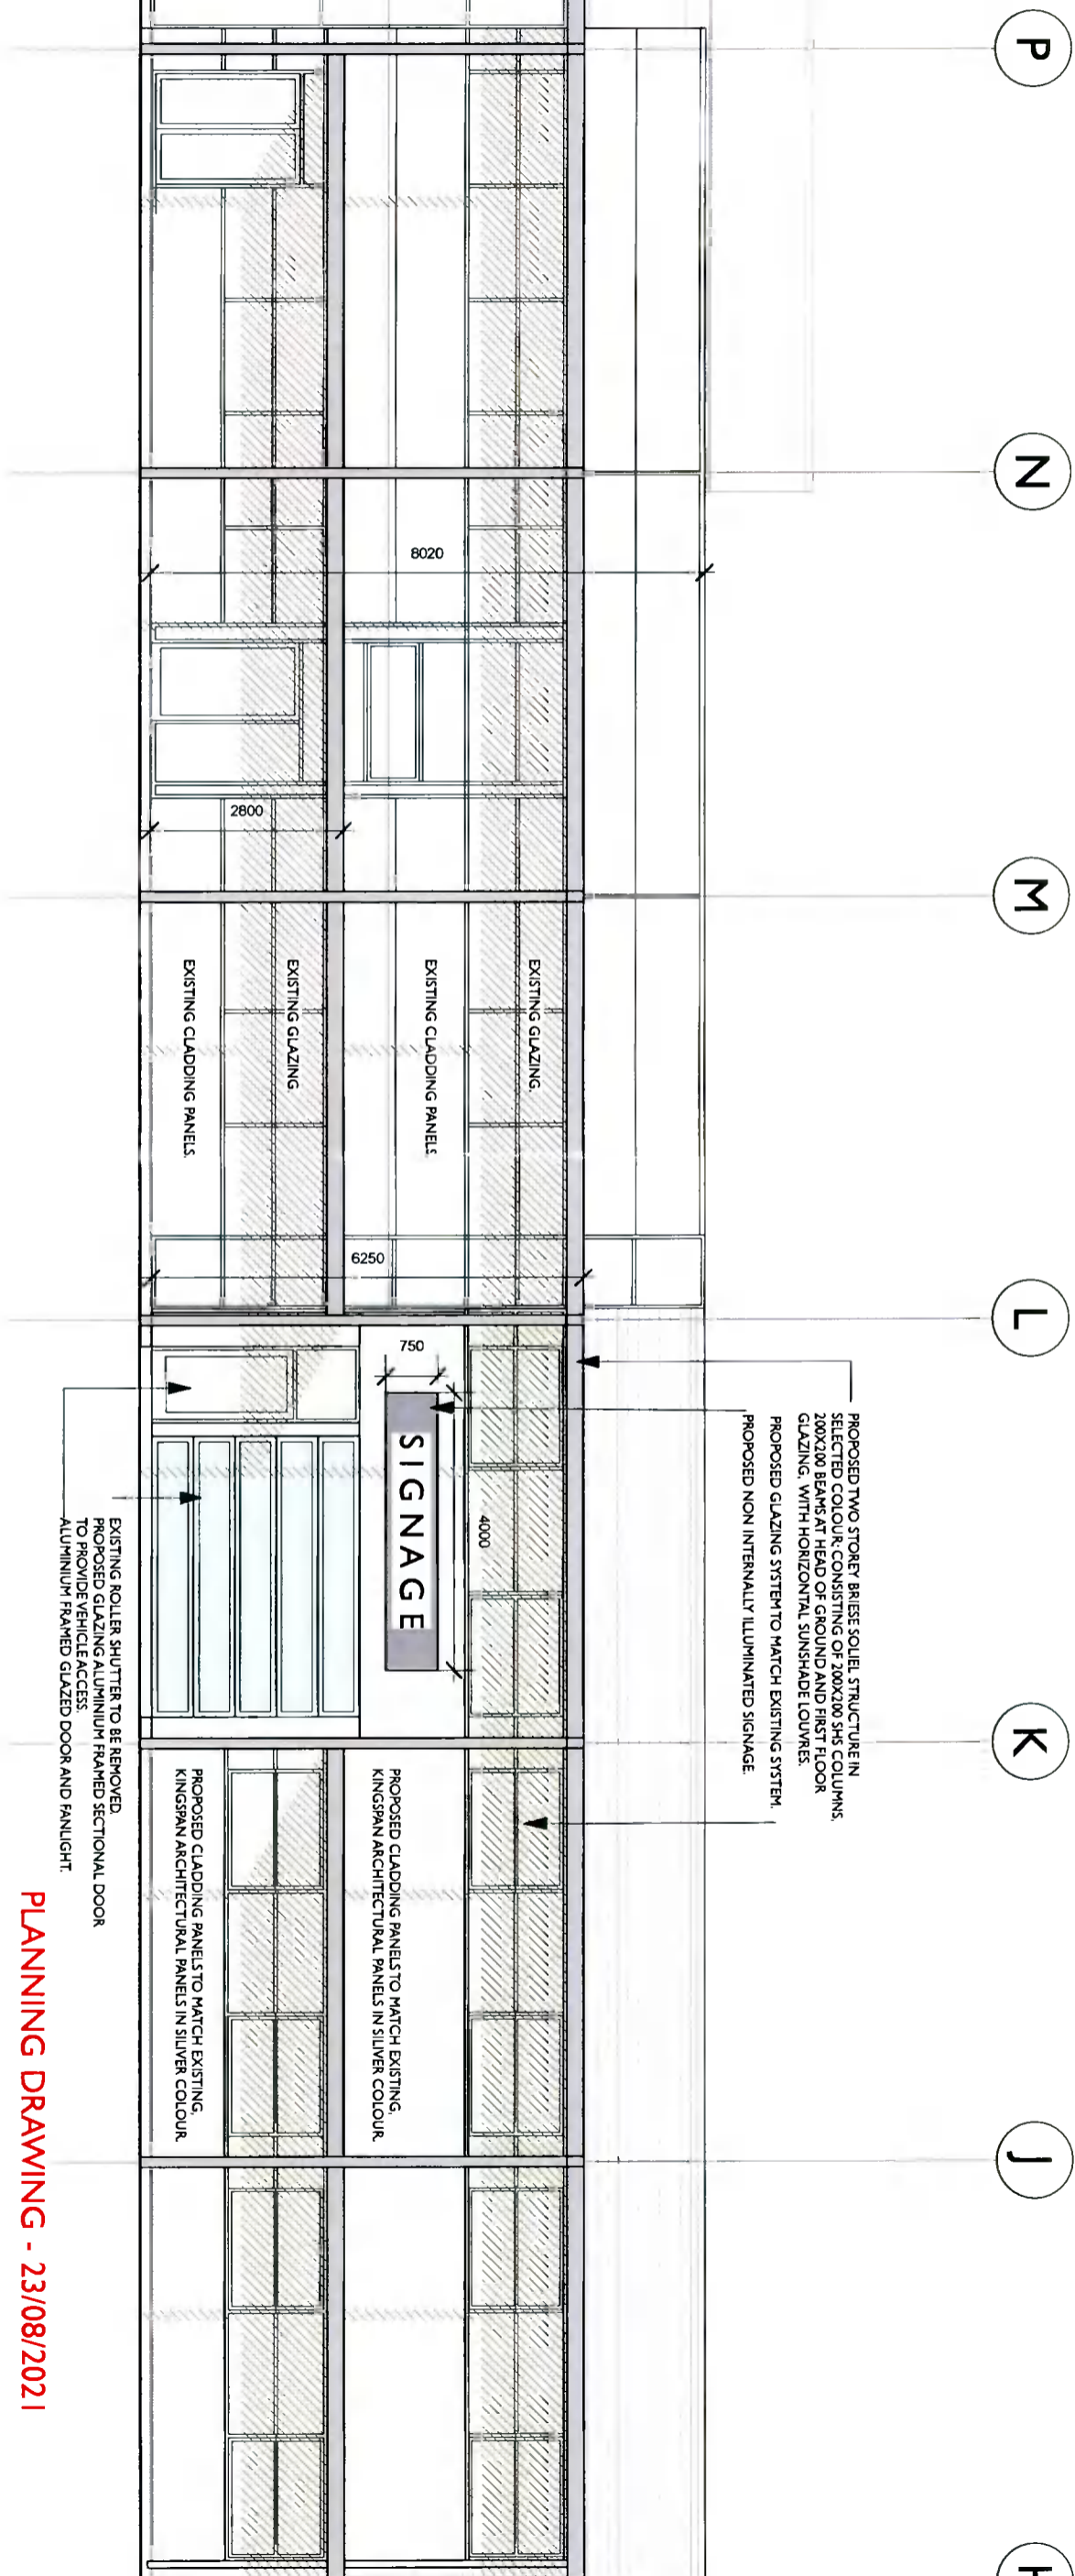 P
N
M
L
K
J
8020
2800
6250
750
4000
EXISTING GLAZING.
EXISTING CLADDING PANELS.
EXISTING GLAZING.
EXISTING CLADDING PANELS.
SIGNAGE
PROPOSED TWO STOREY BRIESE SOLIEL STRUCTURE IN
SELECTED COLOUR; CONSISTING OF 200X200 SHS COLUMNS,
200X200 BEAMS AT HEAD OF GROUND AND FIRST FLOOR
GLAZING, WITH HORIZONTAL SUNSHADE LOUVRES.
PROPOSED GLAZING SYSTEM TO MATCH EXISTING SYSTEM.
PROPOSED NON INTERNALLY ILLUMINATED SIGNAGE.
PROPOSED CLADDING PANELS TO MATCH EXISTING,
KINGSPAN ARCHITECTURAL PANELS IN SILIVER COLOUR.
PROPOSED CLADDING PANELS TO MATCH EXISTING,
KINGSPAN ARCHITECTURAL PANELS IN SILIVER COLOUR.
EXISTING ROLLER SHUTTER TO BE REMOVED.
PROPOSED GLAZING ALUMINIUM FRAMED SECTIONAL DOOR
TO PROVIDE VEHICLE ACCESS.
ALUMINIUM FRAMED GLAZED DOOR AND FANLIGHT.
PLANNING DRAWING - 23/08/2021